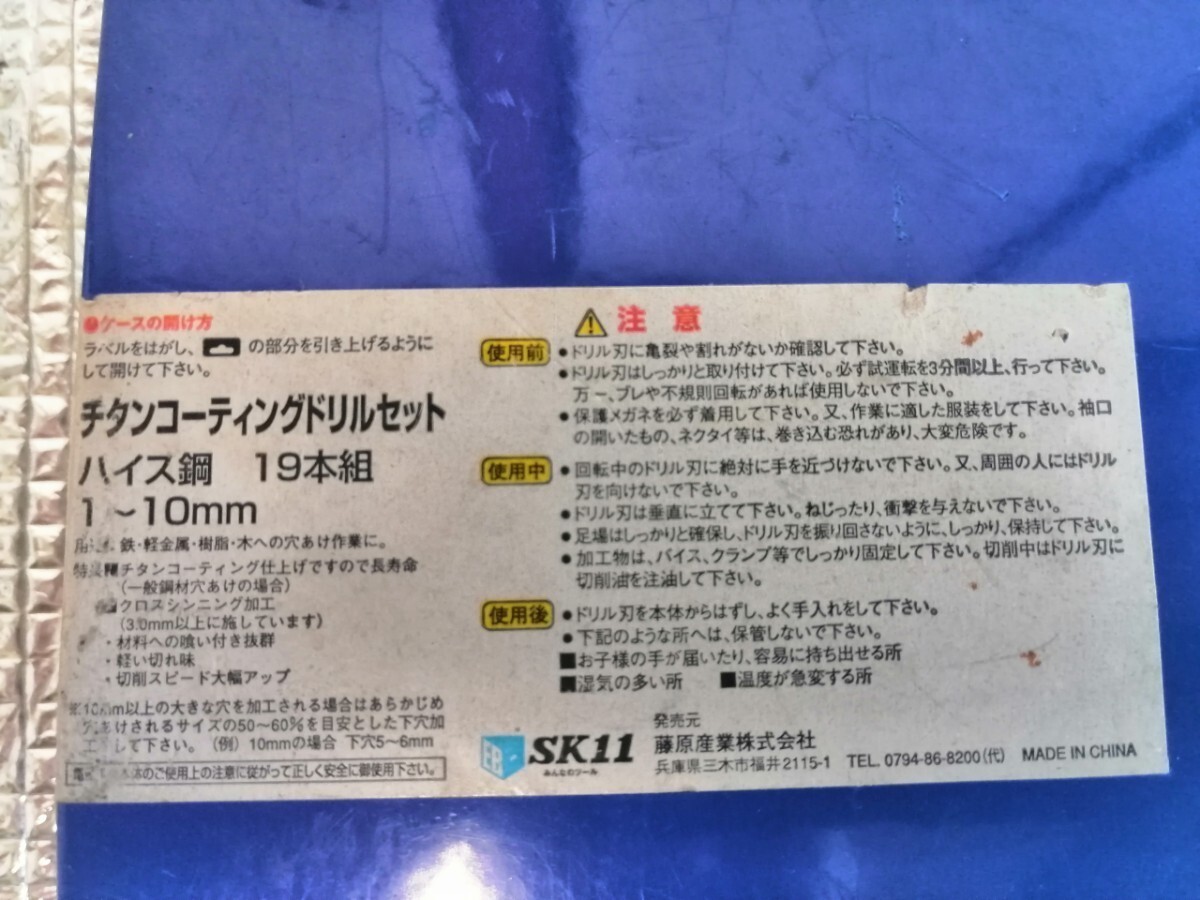 ●ケースの開け方
ラベルをはがし、 の部分を引き上げるように
して開けて下さい。
チタンコーティングドリルセット
ハイス鋼 19本組
1～10mm
鉄・軽金属・樹脂・木への穴あけ作業に。
チタンコーティング仕上げですので長寿命
(一般鋼材穴あけの場合)
クロスシンニング加工
(3.0mm以上に施しています)
・材料への喰い付き抜群
・軽い切れ味
・切削スピード大幅アップ
※10mm以上の大きな穴を加工される場合はあらかじめ
穴あけされるサイズの50～60%を目安とした下穴加
工して下さい。(例)10mmの場合 下穴5～6mm
のご使用上の注意に従がって正しく安全に御使用下さい。
注意
使用前
●ドリル刃に亀裂や割れがないか確認して下さい。
●ドリル刃はしっかりと取り付けて下さい。必ず試運転を3分間以上、行って下さい。
万一、ブレや不規則回転があれば使用しないで下さい。
●保護メガネを必ず着用して下さい。又、作業に適した服装をして下さい。袖口
の開いたもの、ネクタイ等は、巻き込む恐れがあり、大変危険です。
使用中
●回転中のドリル刃に絶対に手を近づけないで下さい。又、周囲の人にはドリル
刃を向けないで下さい。
●ドリル刃は垂直に立てて下さい。ねじったり、衝撃を与えないで下さい。
●足場はしっかりと確保し、ドリル刃を振り回さないように、しっかり、保持して下さい。
●加工物は、バイス、クランプ等でしっかり固定して下さい。切削中はドリル刃に
切削油を注油して下さい。
使用後
●ドリル刃を本体からはずし、よく手入れをして下さい。
●下記のような所へは、保管しないで下さい。
■お子様の手が届いたり、容易に持ち出せる所
■湿気の多い所 ■温度が急変する所
SK11
みんなのツール
発売元
藤原産業株式会社
兵庫県三木市福井2115-1 TEL. 0794-86-8200(代) MADE IN CHINA